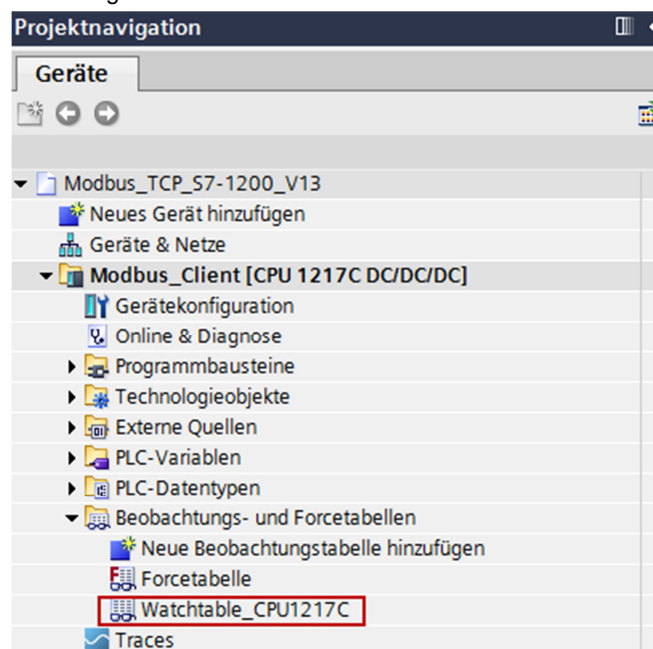 Projektnavigation
Geräte
Modbus_TCP_S7-1200_V13
Neues Gerät hinzufügen
Geräte & Netze
Modbus_Client [CPU 1217C DC/DC/DC]
Gerätekonfiguration
Online & Diagnose
Programmbausteine
Technologieobjekte
Externe Quellen
PLC-Variablen
PLC-Datentypen
Beobachtungs- und Forcetabellen
Neue Beobachtungstabelle hinzufügen
Forcetabelle
Watchtable_CPU1217C
Traces